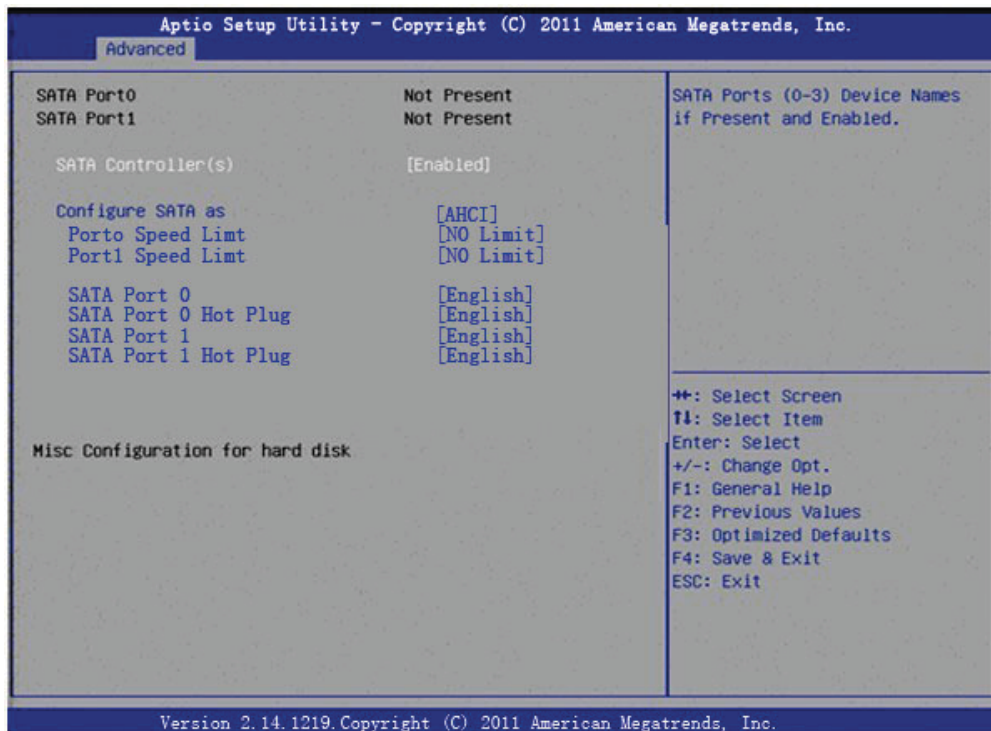 Aptio Setup Utility - Copyright (C) 2011 American Megatrends, Inc.
Advanced
SATA Port0 Not Present
SATA Port1 Not Present
SATA Controller(s) [Enabled]
Configure SATA as [AHCI]
Porto Speed Limt [NO Limit]
Port1 Speed Limt [NO Limit]
SATA Port 0 [English]
SATA Port 0 Hot Plug [English]
SATA Port 1 [English]
SATA Port 1 Hot Plug [English]
Misc Configuration for hard disk
SATA Ports (0-3) Device Names
if Present and Enabled.
→←: Select Screen
↑↓: Select Item
Enter: Select
+/-: Change Opt.
F1: General Help
F2: Previous Values
F3: Optimized Defaults
F4: Save & Exit
ESC: Exit
Version 2.14.1219.Copyright (C) 2011 American Megatrends, Inc.